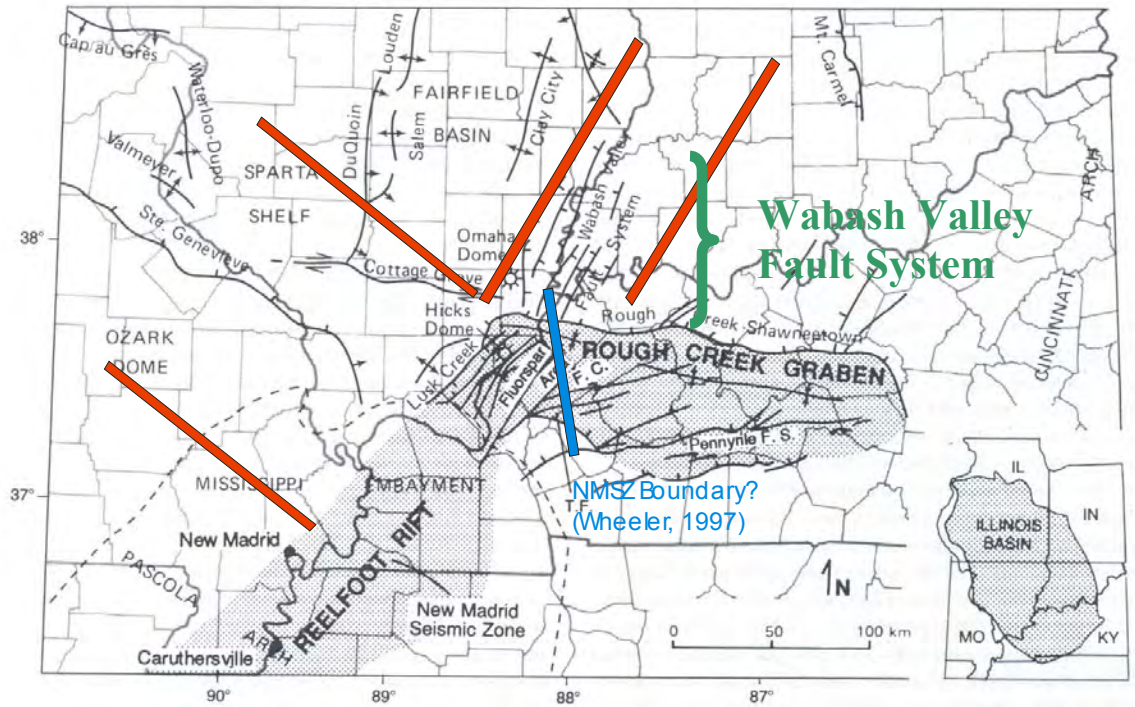 Cap au Grès
Waterloo-Dupo
Valmeyer
Ste. Genevieve
SPARTA
SHELF
DuQuoin
Louden
Salem
FAIRFIELD
BASIN
Clay City
Mt. Carmel
Wabash Valley
Fault System
Wabash Valley
Fault System
CINCINNATI
ARCH
38°
Omaha
Dome
Cottage Grove
Hicks
Dome
Rough Creek-Shawneetown
OZARK
DOME
Lusk Creek
Fluorspar
Area F. C.
ROUGH CREEK GRABEN
Pennyrile F. S.
37°
MISSISSIPPI
EMBAYMENT
T.F.
NMSZ Boundary?
(Wheeler, 1997)
New Madrid
PASCOLA
ARCH
REELFOOT RIFT
New Madrid
Seismic Zone
Caruthersville
N
0 50 100 km
IL
IN
ILLINOIS
BASIN
MO
KY
90° 89° 88° 87°